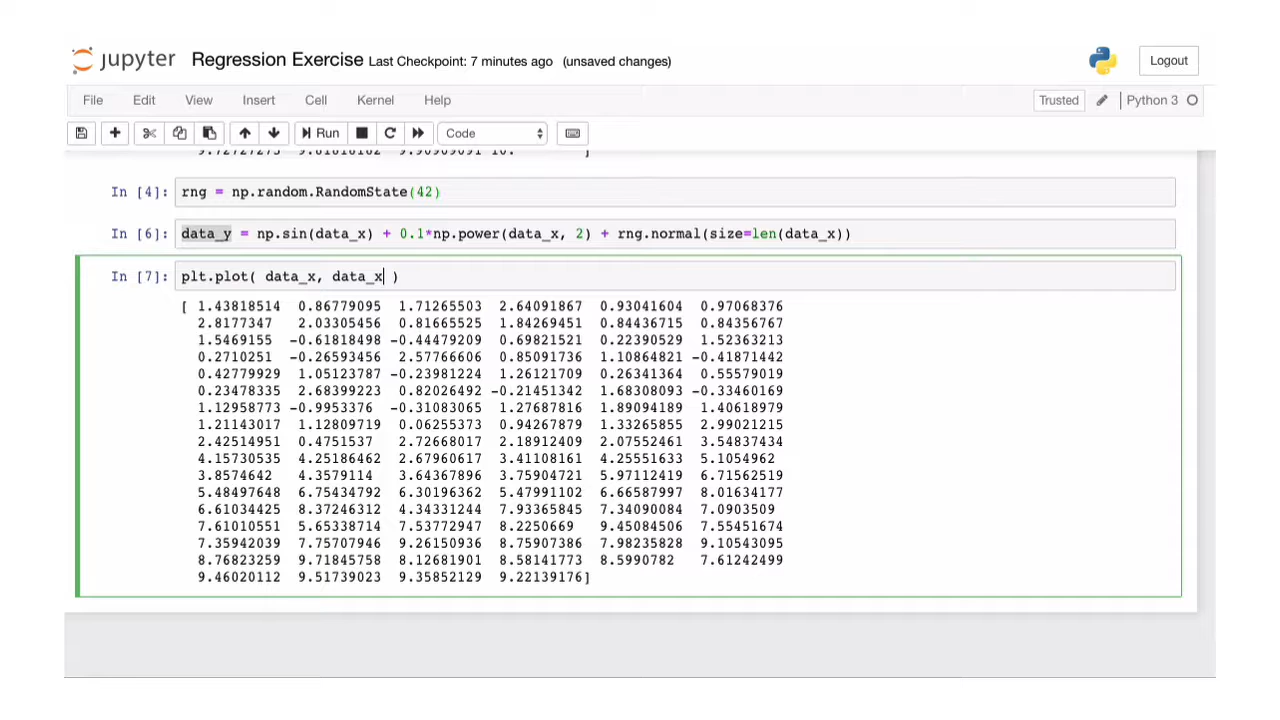 jupyter Regression Exercise Last Checkpoint: 7 minutes ago (unsaved changes) Logout
File Edit View Insert Cell Kernel Help Trusted Python 3
Run Code
9.72727273 9.81818182 9.90909091 10. ]
In [4]: rng = np.random.RandomState(42)
In [6]: data_y = np.sin(data_x) + 0.1*np.power(data_x, 2) + rng.normal(size=len(data_x))
In [7]: plt.plot( data_x, data_x )
[ 1.43818514 0.86779095 1.71265503 2.64091867 0.93041604 0.97068376
2.8177347 2.03305456 0.81665525 1.84269451 0.84436715 0.84356767
1.5469155 -0.61818498 -0.44479209 0.69821521 0.22390529 1.52363213
0.2710251 -0.26593456 2.57766606 0.85091736 1.10864821 -0.41871442
0.42779929 1.05123787 -0.23981224 1.26121709 0.26341364 0.55579019
0.23478335 2.68399223 0.82026492 -0.21451342 1.68308093 -0.33460169
1.12958773 -0.9953376 -0.31083065 1.27687816 1.89094189 1.40618979
1.21143017 1.12809719 0.06255373 0.94267879 1.33265855 2.99021215
2.42514951 0.4751537 2.72668017 2.18912409 2.07552461 3.54837434
4.15730535 4.25186462 2.67960617 3.41108161 4.25551633 5.1054962
3.8574642 4.3579114 3.64367896 3.75904721 5.97112419 6.71562519
5.48497648 6.75434792 6.30196362 5.47991102 6.66587997 8.01634177
6.61034425 8.37246312 4.34331244 7.93365845 7.34090084 7.0903509
7.61010551 5.65338714 7.53772947 8.2250669 9.45084506 7.55451674
7.35942039 7.75707946 9.26150936 8.75907386 7.98235828 9.10543095
8.76823259 9.71845758 8.12681901 8.58141773 8.5990782 7.61242499
9.46020112 9.51739023 9.35852129 9.22139176]